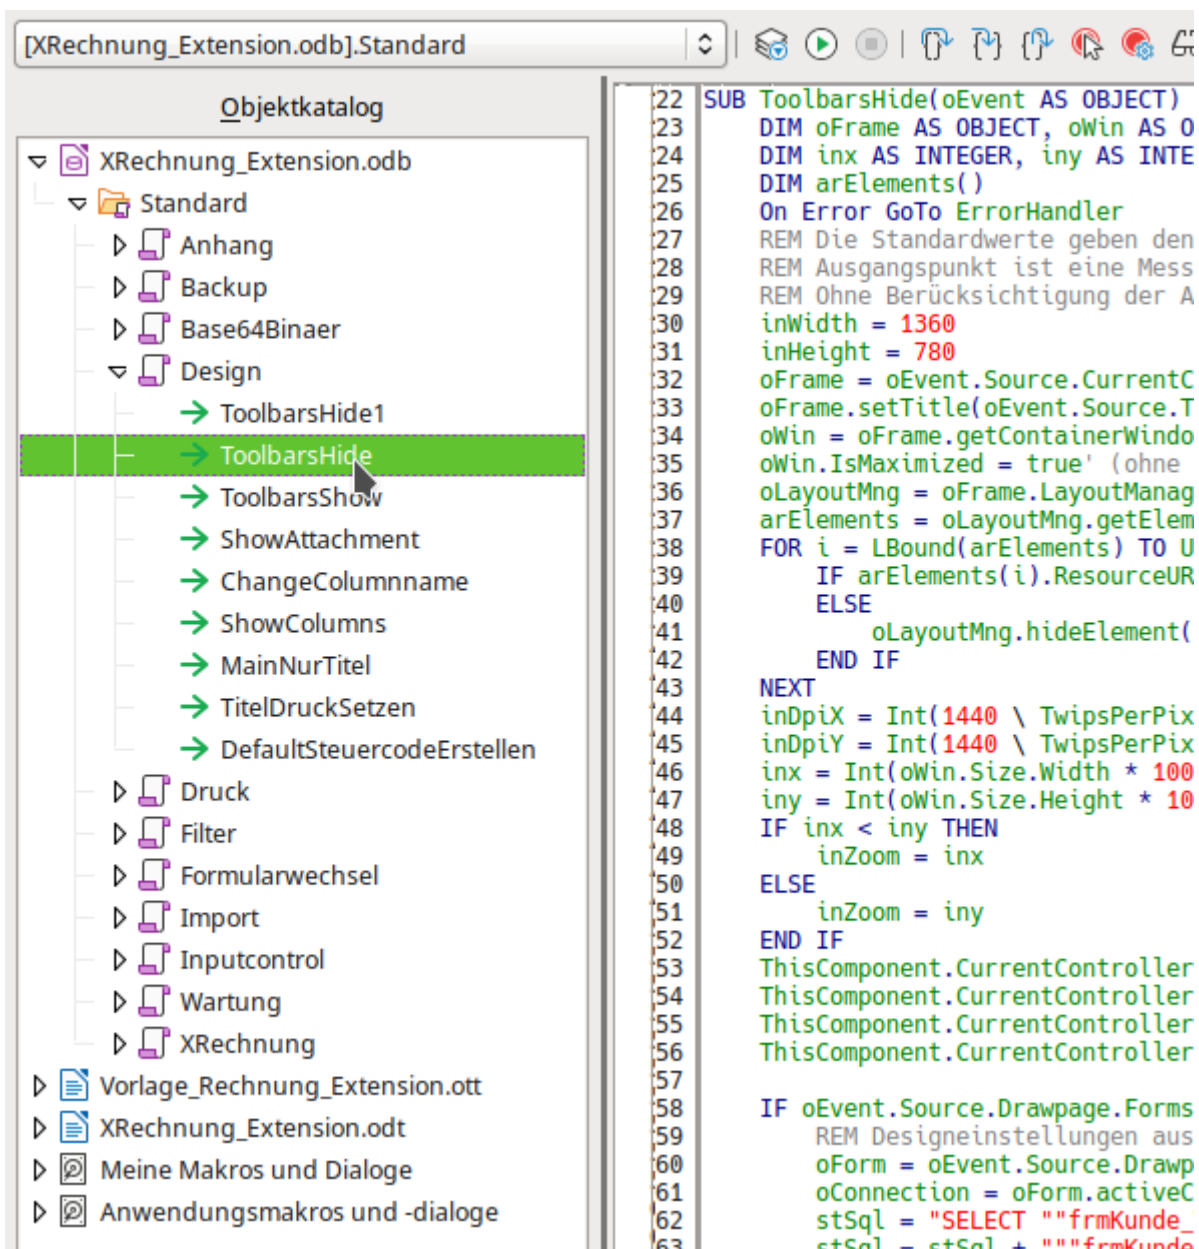 [XRechnung_Extension.odb].Standard
Objektkatalog
XRechnung_Extension.odb
Standard
Anhang
Backup
Base64Binaer
Design
ToolbarsHide1
ToolbarsHide
ToolbarsShow
ShowAttachment
ChangeColumnname
ShowColumns
MainNurTitel
TitelDruckSetzen
DefaultSteuercodeErstellen
Druck
Filter
Formularwechsel
Import
Inputcontrol
Wartung
XRechnung
Vorlage_Rechnung_Extension.ott
XRechnung_Extension.odt
Meine Makros und Dialoge
Anwendungsmakros und -dialoge
22 SUB ToolbarsHide(oEvent AS OBJECT)
23 DIM oFrame AS OBJECT, oWin AS O
24 DIM inx AS INTEGER, iny AS INTE
25 DIM arElements()
26 On Error GoTo ErrorHandler
27 REM Die Standardwerte geben den
28 REM Ausgangspunkt ist eine Mess
29 REM Ohne Berücksichtigung der A
30 inWidth = 1360
31 inHeight = 780
32 oFrame = oEvent.Source.CurrentC
33 oFrame.setTitle(oEvent.Source.T
34 oWin = oFrame.getContainerWindo
35 oWin.IsMaximized = true' (ohne
36 oLayoutMng = oFrame.LayoutManag
37 arElements = oLayoutMng.getElem
38 FOR i = LBound(arElements) TO U
39 IF arElements(i).ResourceUR
40 ELSE
41 oLayoutMng.hideElement(
42 END IF
43 NEXT
44 inDpiX = Int(1440 \ TwipsPerPix
45 inDpiY = Int(1440 \ TwipsPerPix
46 inx = Int(oWin.Size.Width * 100
47 iny = Int(oWin.Size.Height * 10
48 IF inx < iny THEN
49 inZoom = inx
50 ELSE
51 inZoom = iny
52 END IF
53 ThisComponent.CurrentController
54 ThisComponent.CurrentController
55 ThisComponent.CurrentController
56 ThisComponent.CurrentController
57
58 IF oEvent.Source.Drawpage.Forms
59 REM Designeinstellungen aus
60 oForm = oEvent.Source.Drawp
61 oConnection = oForm.activeC
62 stSql = "SELECT ""frmKunde_
63 stSql = stSql + """frmKunde